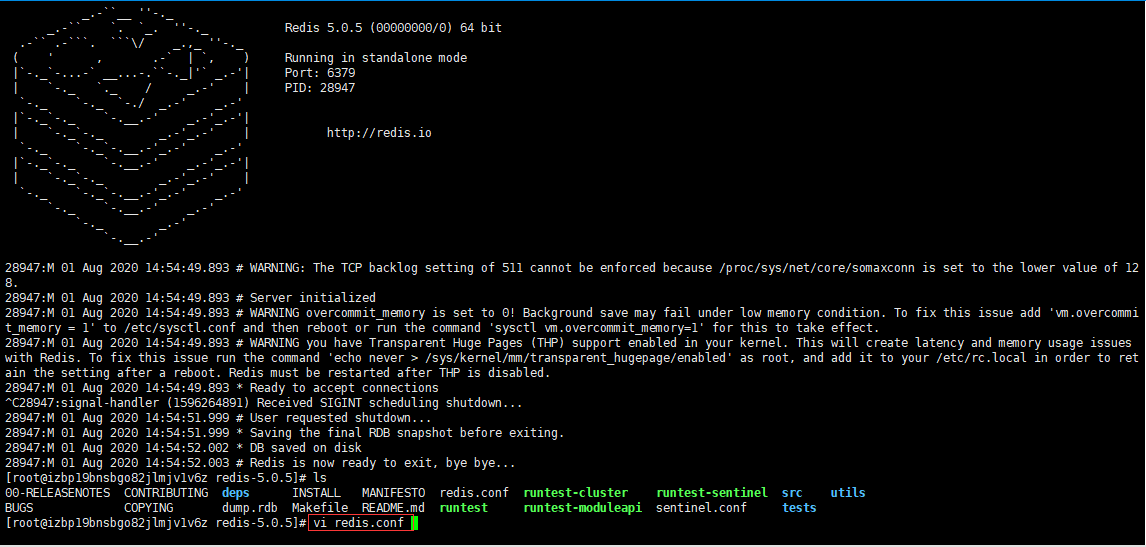 Redis 5.0.5 (00000000/0) 64 bit
Running in standalone mode
Port: 6379
PID: 28947
http://redis.io
28947:M 01 Aug 2020 14:54:49.893 # WARNING: The TCP backlog setting of 511 cannot be enforced because /proc/sys/net/core/somaxconn is set to the lower value of 12
8.
28947:M 01 Aug 2020 14:54:49.893 # Server initialized
28947:M 01 Aug 2020 14:54:49.893 # WARNING overcommit_memory is set to 0! Background save may fail under low memory condition. To fix this issue add 'vm.overcommi
t_memory = 1' to /etc/sysctl.conf and then reboot or run the command 'sysctl vm.overcommit_memory=1' for this to take effect.
28947:M 01 Aug 2020 14:54:49.893 # WARNING you have Transparent Huge Pages (THP) support enabled in your kernel. This will create latency and memory usage issues
with Redis. To fix this issue run the command 'echo never > /sys/kernel/mm/transparent_hugepage/enabled' as root, and add it to your /etc/rc.local in order to ret
ain the setting after a reboot. Redis must be restarted after THP is disabled.
28947:M 01 Aug 2020 14:54:49.893 * Ready to accept connections
^C28947:signal-handler (1596264891) Received SIGINT scheduling shutdown...
28947:M 01 Aug 2020 14:54:51.999 # User requested shutdown...
28947:M 01 Aug 2020 14:54:51.999 * Saving the final RDB snapshot before exiting.
28947:M 01 Aug 2020 14:54:52.002 * DB saved on disk
28947:M 01 Aug 2020 14:54:52.003 # Redis is now ready to exit, bye bye...
[root@izbp19bnsbgo82jlmjv1v6z redis-5.0.5]# ls
00-RELEASENOTES CONTRIBUTING deps INSTALL MANIFESTO redis.conf runtest-cluster runtest-sentinel src utils
BUGS COPYING dump.rdb Makefile README.md runtest runtest-moduleapi sentinel.conf tests
[root@izbp19bnsbgo82jlmjv1v6z redis-5.0.5]# vi redis.conf